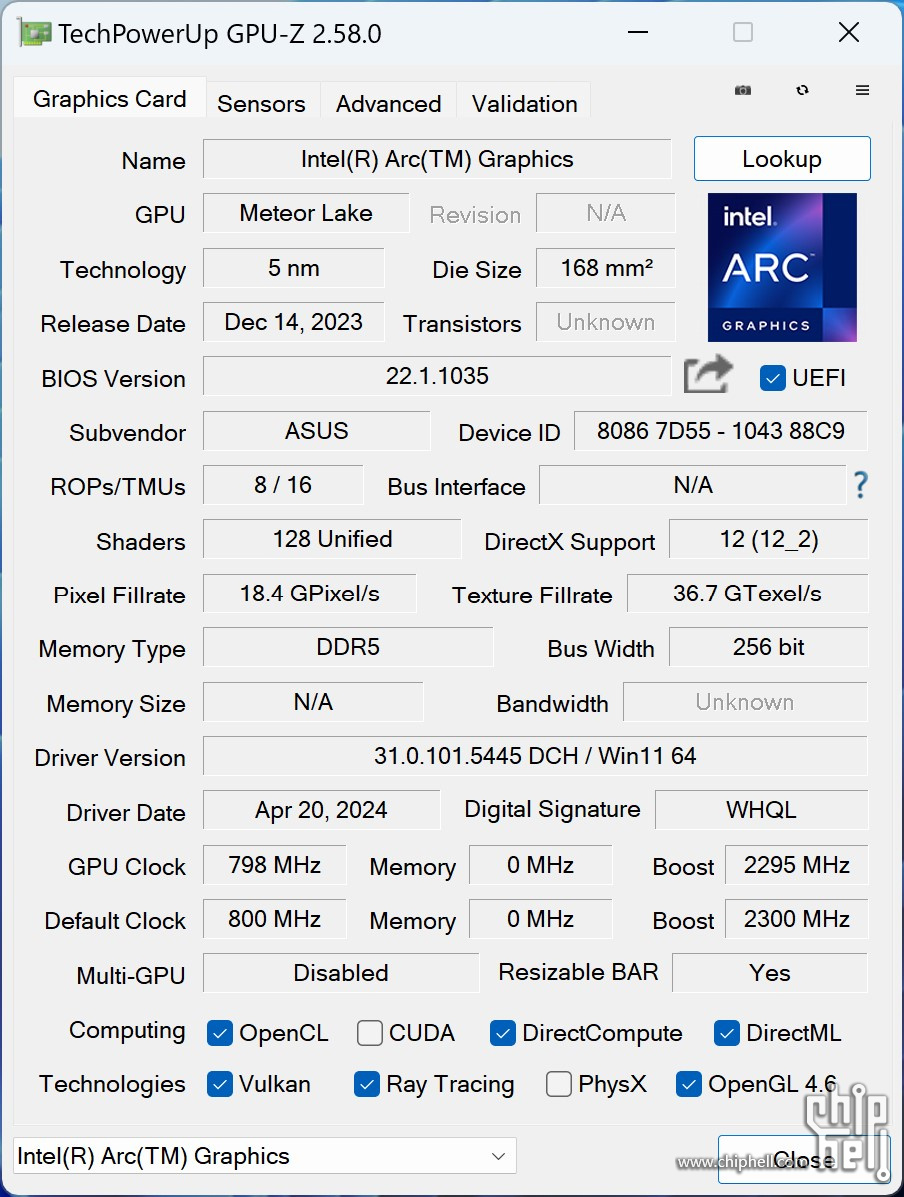 TechPowerUp GPU-Z 2.58.0
Graphics Card Sensors Advanced Validation
Name Intel(R) Arc(TM) Graphics Lookup
GPU Meteor Lake Revision N/A
intel.
ARC™
GRAPHICS
Technology 5 nm Die Size 168 mm²
Release Date Dec 14, 2023 Transistors Unknown
BIOS Version 22.1.1035 UEFI
Subvendor ASUS Device ID 8086 7D55 - 1043 88C9
ROPs/TMUs 8 / 16 Bus Interface N/A ?
Shaders 128 Unified DirectX Support 12 (12_2)
Pixel Fillrate 18.4 GPixel/s Texture Fillrate 36.7 GTexel/s
Memory Type DDR5 Bus Width 256 bit
Memory Size N/A Bandwidth Unknown
Driver Version 31.0.101.5445 DCH / Win11 64
Driver Date Apr 20, 2024 Digital Signature WHQL
GPU Clock 798 MHz Memory 0 MHz Boost 2295 MHz
Default Clock 800 MHz Memory 0 MHz Boost 2300 MHz
Multi-GPU Disabled Resizable BAR Yes
Computing OpenCL CUDA DirectCompute DirectML
Technologies Vulkan Ray Tracing PhysX OpenGL 4.6
Intel(R) Arc(TM) Graphics Close
www.chiphell.com
chip
hell